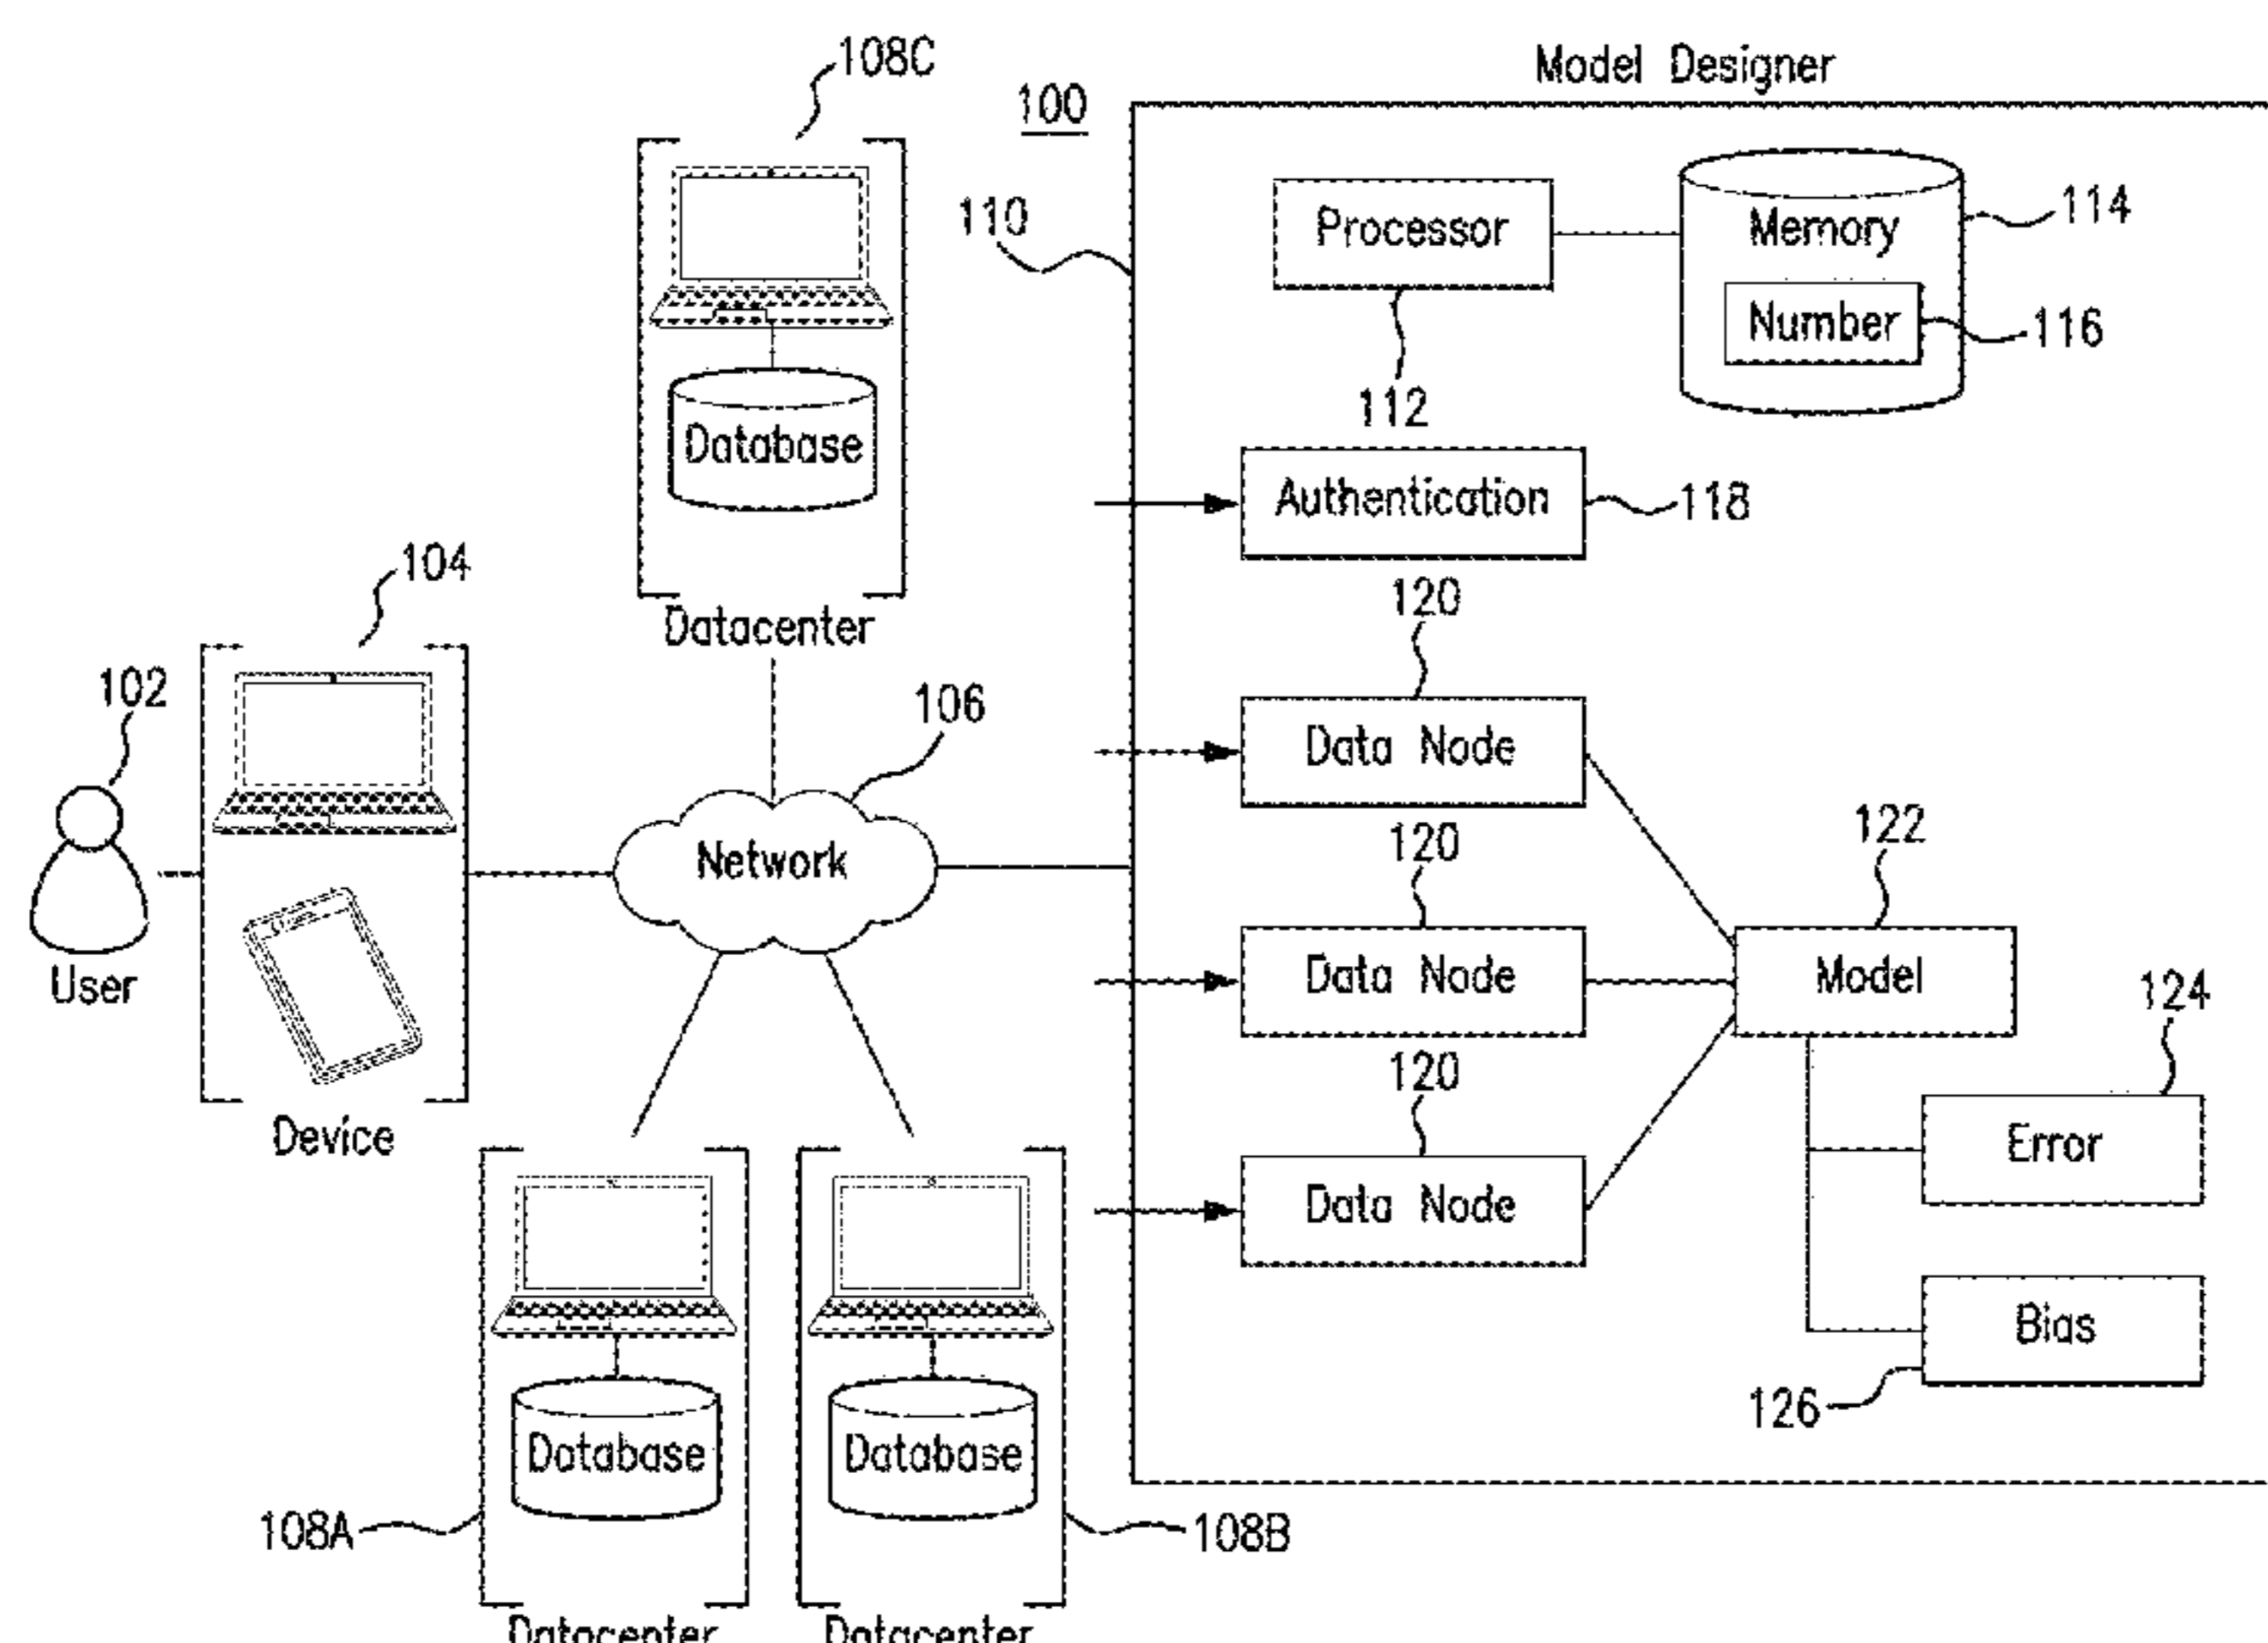 108C
Model Designer
100
110
Processor
Memory
114
Number
116
112
Database
Authentication
118
104
120
Datacenter
102
106
Data Node
120
122
Network
User
Data Node
Model
124
120
Device
Error
Data Node
Bias
126
Database
Database
108A
108B
Datacenter
Datacenter